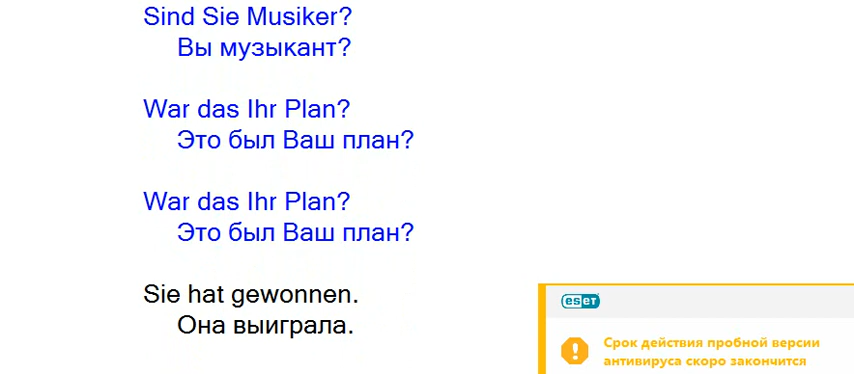 Sind Sie Musiker?
Вы музыкант?
War das Ihr Plan?
Это был Ваш план?
War das Ihr Plan?
Это был Ваш план?
Sie hat gewonnen.
Она выиграла.
eset
Срок действия пробной версии
антивируса скоро закончится